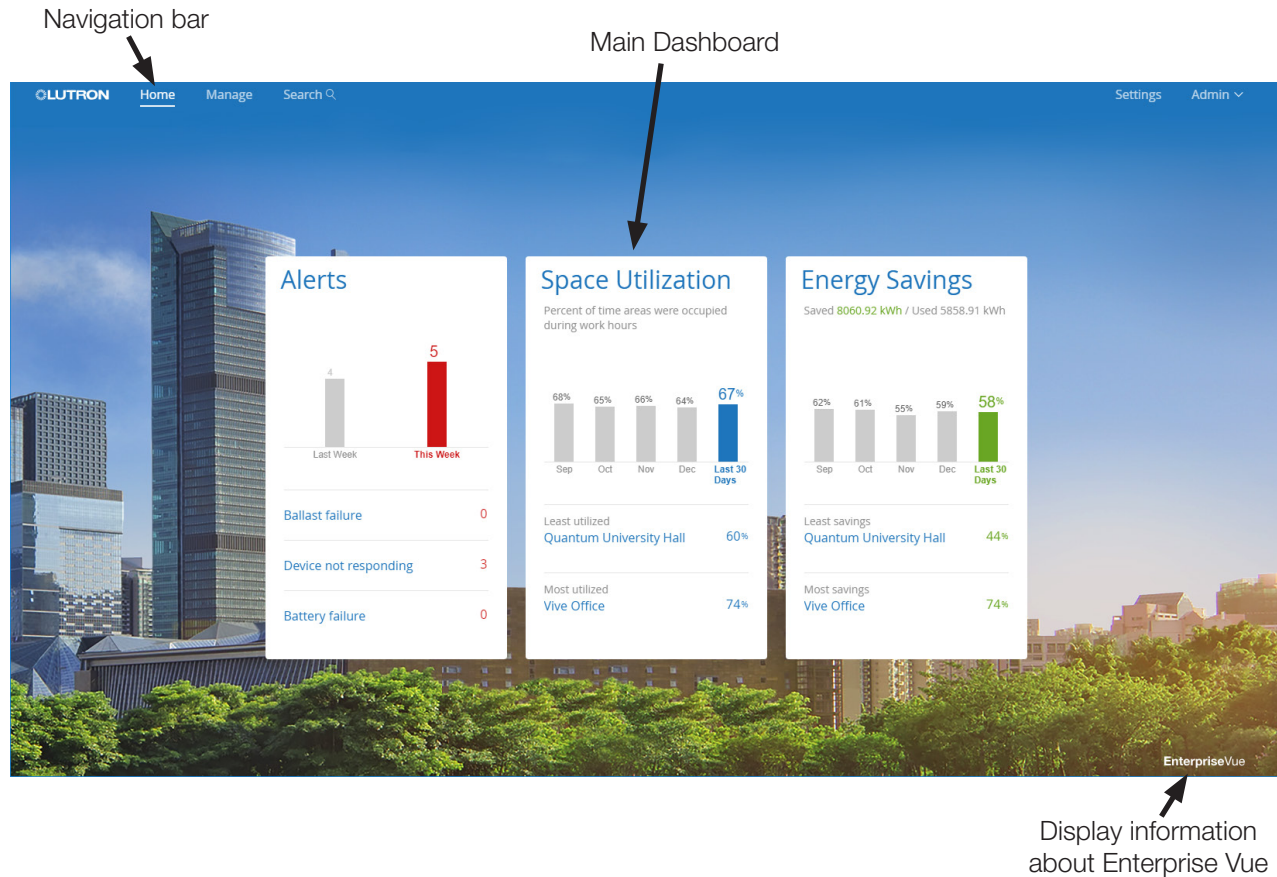 Navigation bar
Main Dashboard
LUTRON Home Manage Search Settings Admin
Alerts
4
5
Last Week This Week
Ballast failure 0
Device not responding 3
Battery failure 0
Space Utilization
Percent of time areas were occupied
during work hours
68% 65% 66% 64% 67%
Sep Oct Nov Dec Last 30
Days
Least utilized
Quantum University Hall 60%
Most utilized
Vive Office 74%
Energy Savings
Saved 8060.92 kWh / Used 5858.91 kWh
62% 61% 55% 59% 58%
Sep Oct Nov Dec Last 30
Days
Least savings
Quantum University Hall 44%
Most savings
Vive Office 74%
EnterpriseVue
Display information
about Enterprise Vue